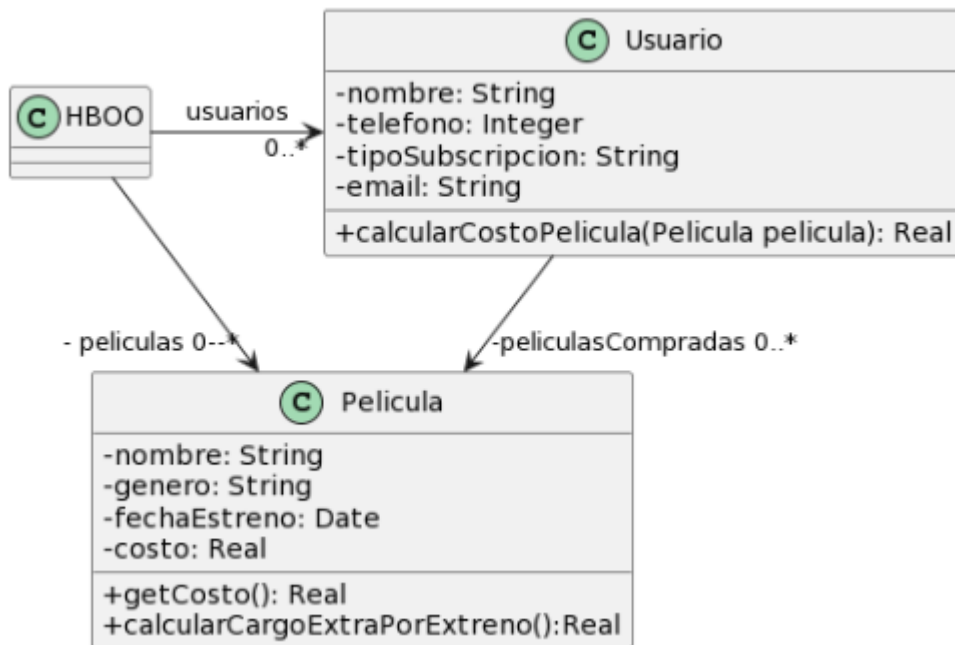 C Usuario
-nombre: String
-telefono: Integer
-tipoSubscripcion: String
-email: String
+calcularCostoPelicula(Pelicula pelicula): Real
C HBOO
usuarios
0..*
- peliculas 0--*
-peliculasCompradas 0..*
C Pelicula
-nombre: String
-genero: String
-fechaEstreno: Date
-costo: Real
+getCosto(): Real
+calcularCargoExtraPorExtreno():Real